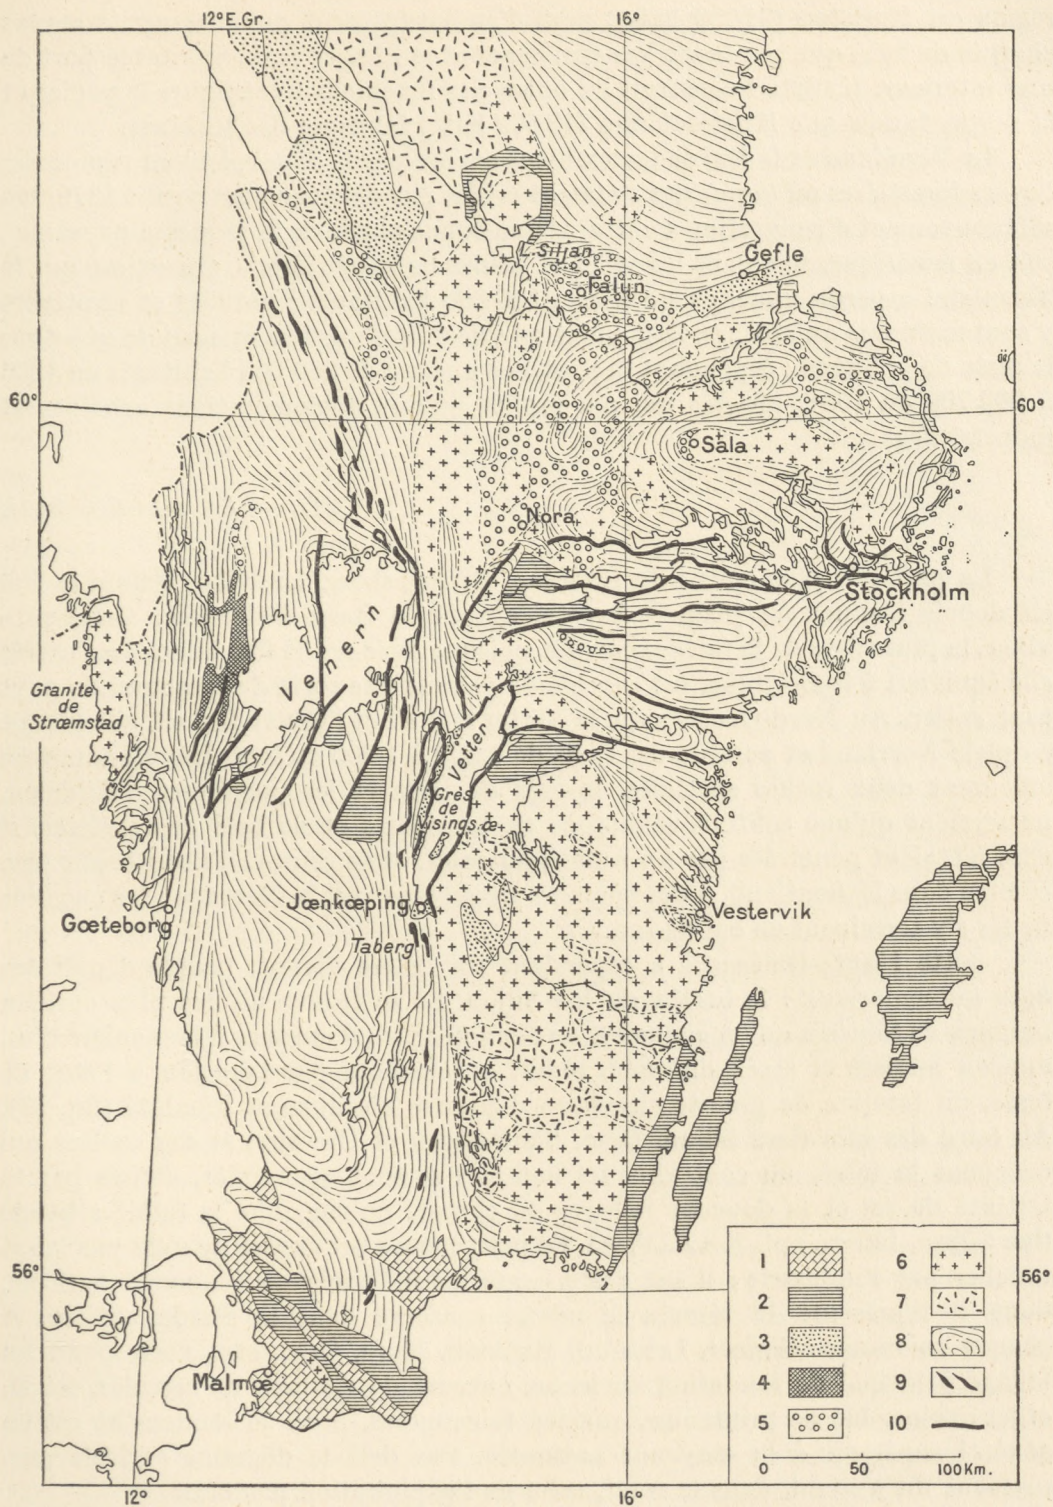 12° E.Gr.
16°
L. Siljan
Gefle
Falun
60°
60°
Sala
Nora
Stockholm
Venern
Granite
de
Strœmstad
Vetter
Grès
de
Visingsœ
Jœnkœping
Vestervik
Gœteborg
Taberg
56°
56°
1
6
2
7
3
8
4
9
5
10
Malmœ
0
50
100 Km.
12°
16°